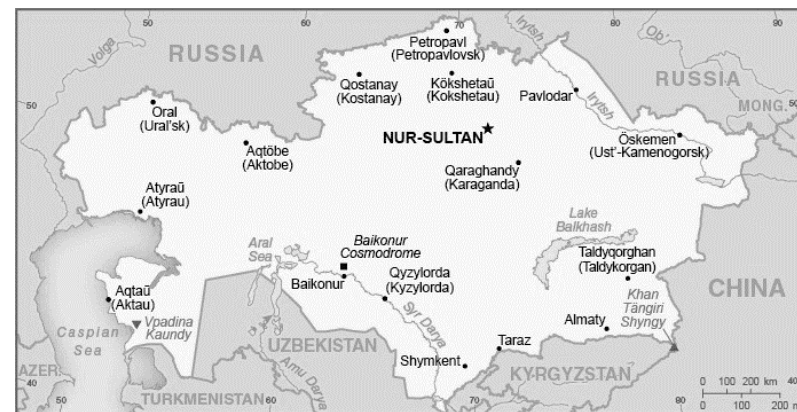 50
60
70
80
90
Volga
RUSSIA
Petropavl
(Petropavlovsk)
Irytsh
Ob'
RUSSIA
Qostanay
(Kostanay)
Kökshetaū
(Kokshetau)
Pavlodar
Irytsh
50
50
MONG.
Oral
(Ural'sk)
NUR-SULTAN
Öskemen
(Ust'-Kamenogorsk)
Aqtöbe
(Aktobe)
Qaraghandy
(Karaganda)
Atyraū
(Atyrau)
Lake
Balkhash
Aral
Sea
Baikonur
Cosmodrome
Taldyqorghan
(Taldykorgan)
CHINA
Baikonur
Qyzylorda
(Kyzylorda)
Aqtaū
(Aktau)
Khan
Tängiri
Shyngy
Caspian
Sea
Vpadina
Kaundy
Syr Darya
Almaty
UZBEKISTAN
Taraz
Shymkent
AZER.
Amu Darya
KYRGYZSTAN
40
40
TURKMENISTAN
60
70
80
0 100 200 km
0 100 200 m